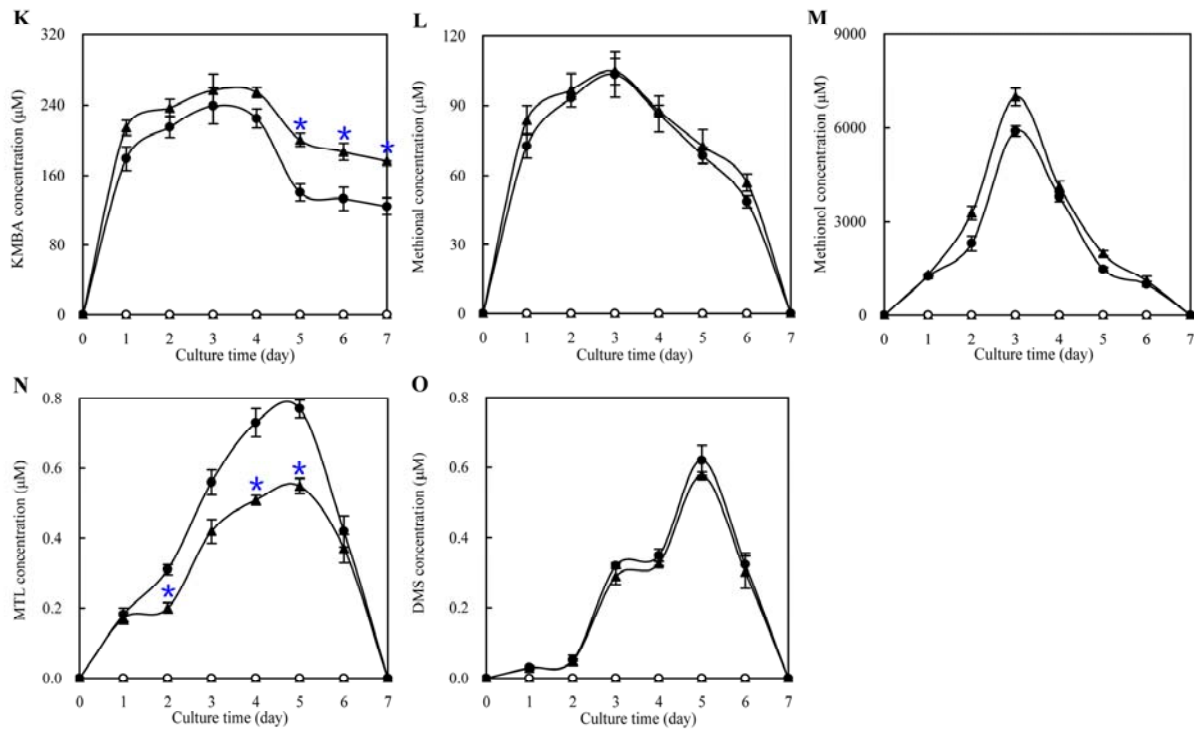 K
L
M
320
240
160
80
0
KMBA concentration (µM)
0 1 2 3 4 5 6 7
Culture time (day)
* * *
120
90
60
30
0
Methional concentration (µM)
0 1 2 3 4 5 6 7
Culture time (day)
9000
6000
3000
0
Methionol concentration (µM)
0 1 2 3 4 5 6 7
Culture time (day)
N
O
0.8
0.6
0.4
0.2
0.0
MTL concentration (µM)
0 1 2 3 4 5 6 7
Culture time (day)
* * *
0.8
0.6
0.4
0.2
0.0
DMS concentration (µM)
0 1 2 3 4 5 6 7
Culture time (day)